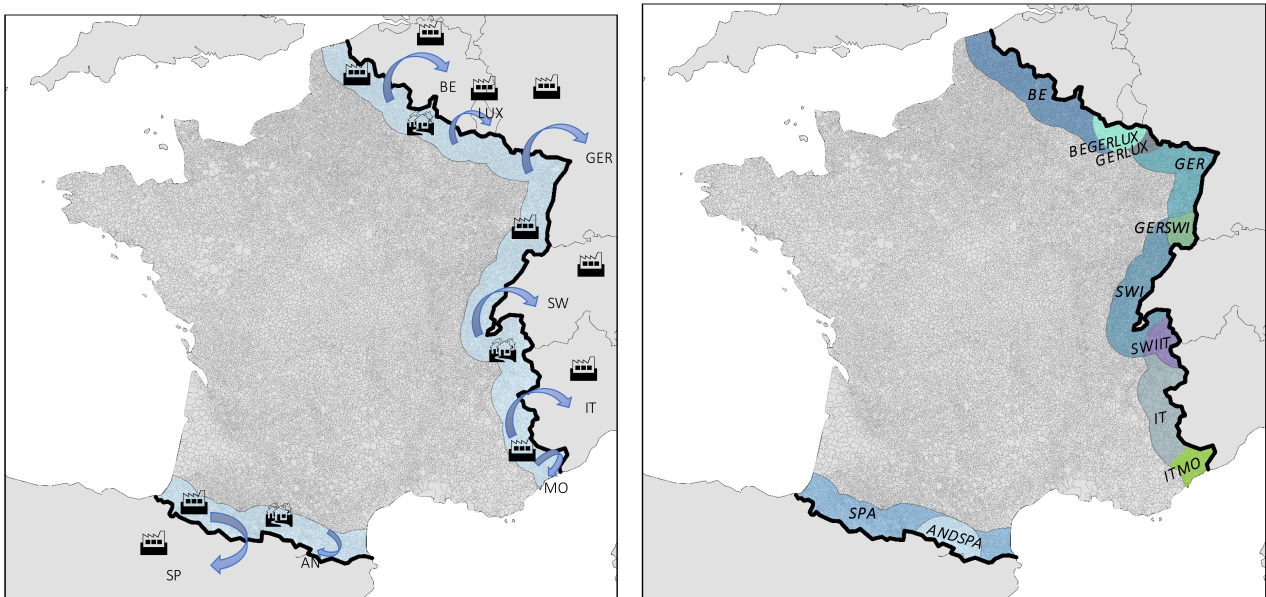 BE
LUX
GER
SW
IT
MO
AN
SP
BE
BEGERLUX
GERLUX
GER
GERSWI
SWI
SWIIT
IT
ITMO
SPA
ANDSPA